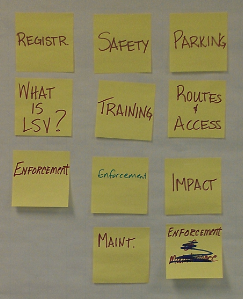 REGISTR
SAFETY
PARKING
WHAT
IS
LSV?
TRAINING
ROUTES
&
ACCESS
ENFORCEMENT
Enforcement
IMPACT
MAINT.
ENFORCEMENT